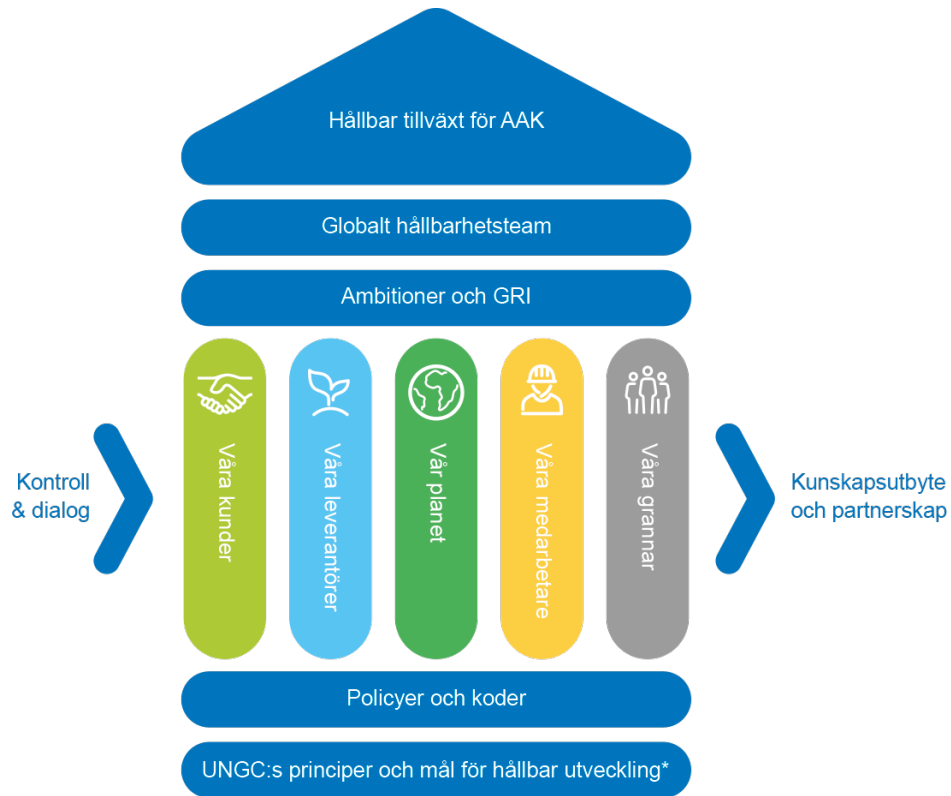 Hållbar tillväxt för AAK
Globalt hållbarhetsteam
Ambitioner och GRI
Kontroll
& dialog
Våra kunder
Våra leverantörer
Vår planet
Våra medarbetare
Våra grannar
Kunskapsutbyte
och partnerskap
Policyer och koder
UNGC:s principer och mål för hållbar utveckling*